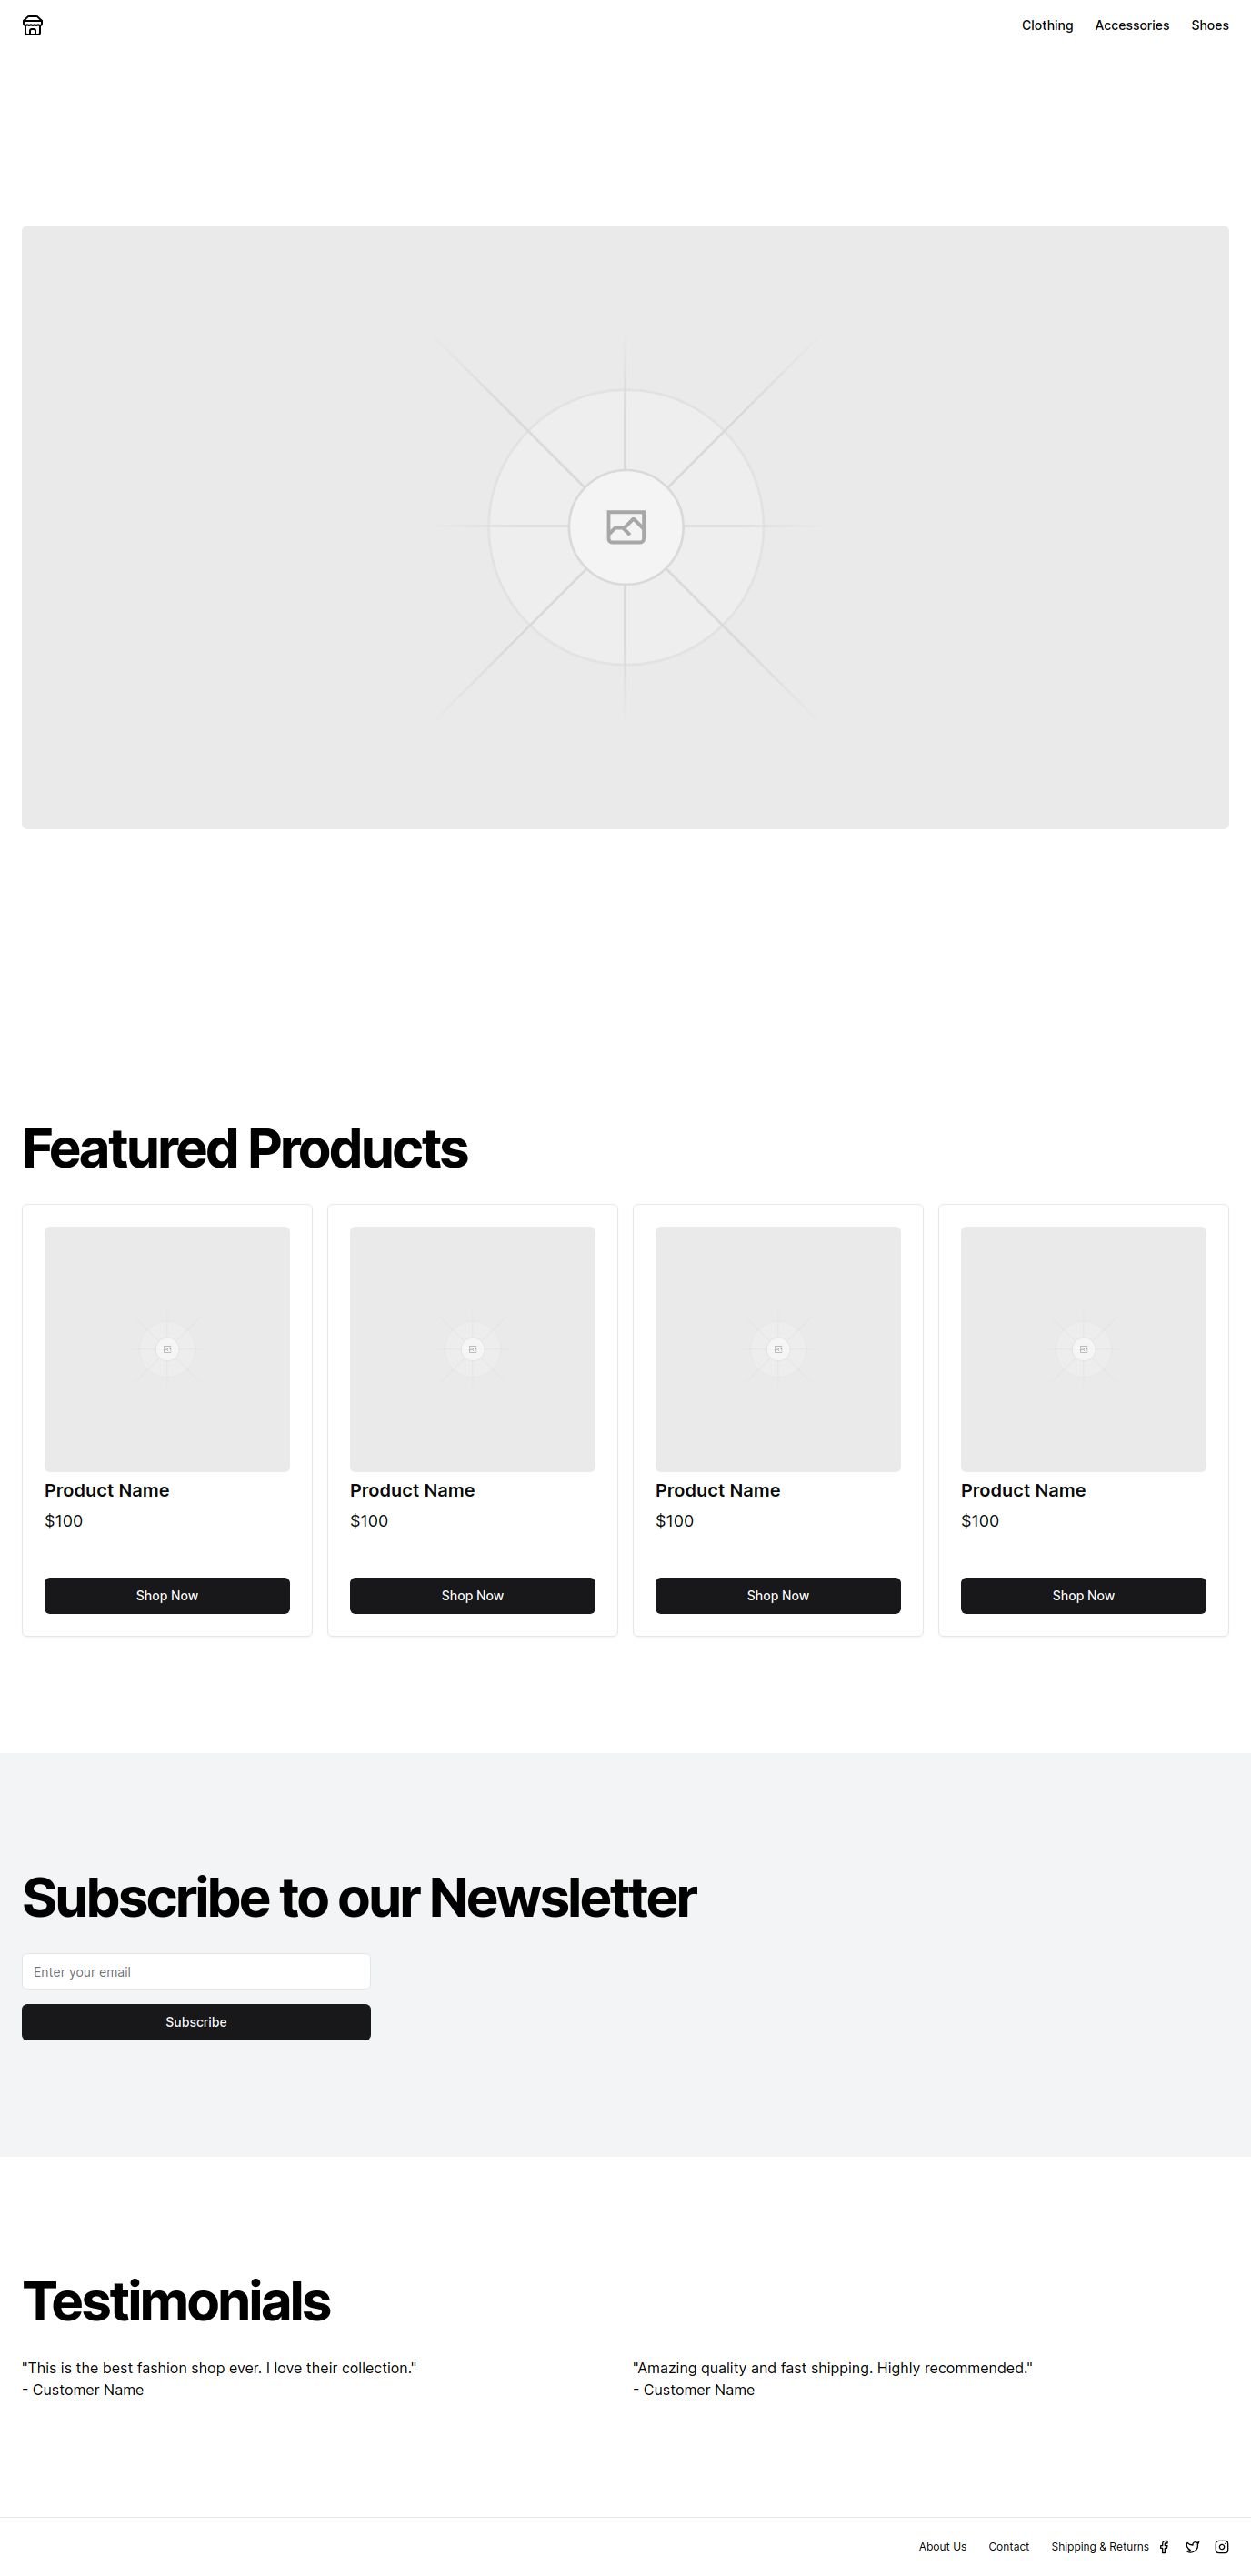 Clothing Accessories Shoes
Featured Products
Product Name Product Name Product Name Product Name
$100 $100 $100 $100
Shop Now Shop Now Shop Now Shop Now
Subscribe to our Newsletter
Enter your email
Subscribe
Testimonials
"This is the best fashion shop ever. I love their collection."
- Customer Name
"Amazing quality and fast shipping. Highly recommended."
- Customer Name
About Us Contact Shipping & Returns